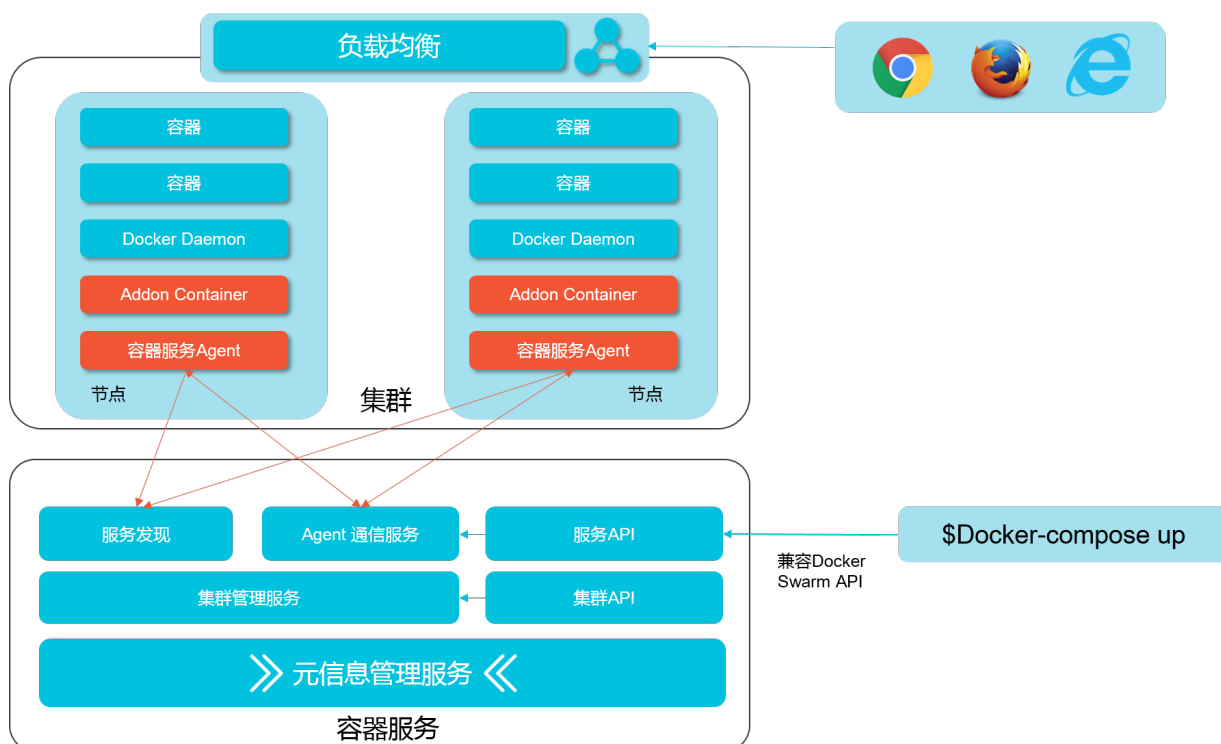 负载均衡
容器
容器
Docker Daemon
Addon Container
容器服务Agent
节点
容器
容器
Docker Daemon
Addon Container
容器服务Agent
节点
集群
服务发现
Agent 通信服务
服务API
集群管理服务
集群API
元信息管理服务
容器服务
兼容Docker
Swarm API
$Docker-compose up